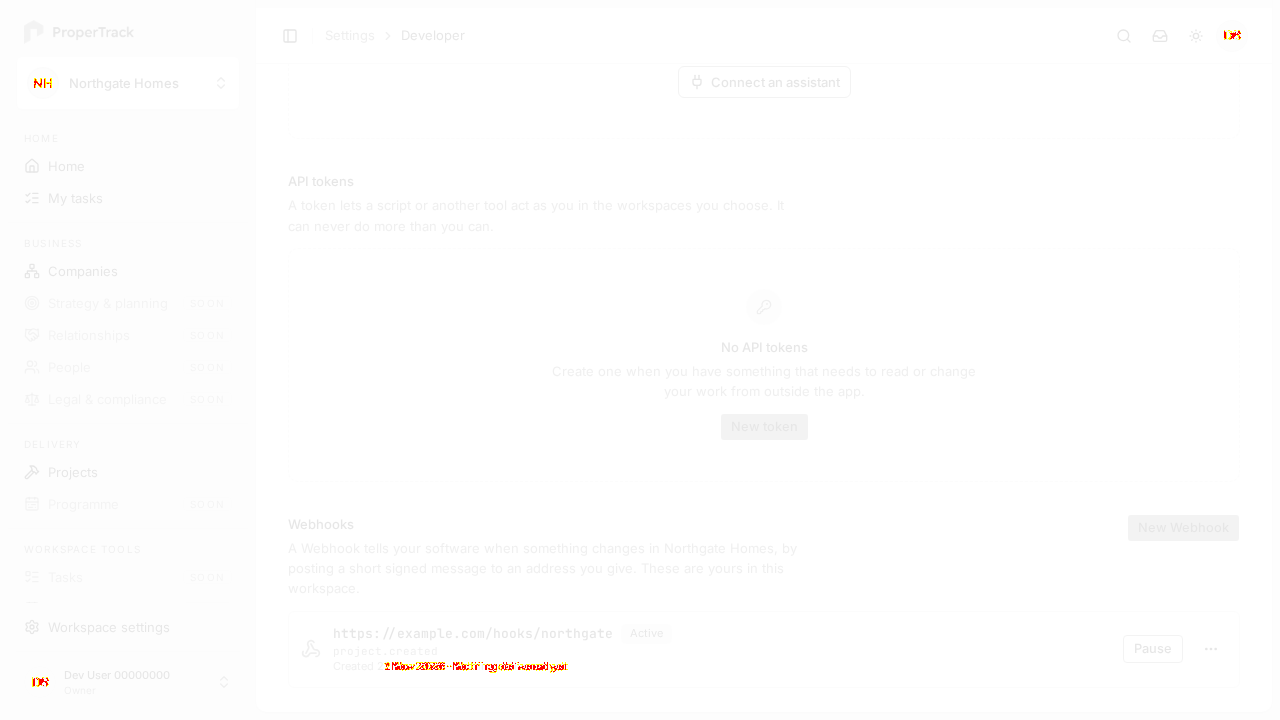 ProperTrack
Settings
Developer
NH
Northgate Homes
Connect an assistant
HOME
Home
My tasks
API tokens
A token lets a script or another tool act as you in the workspaces you choose. It
can never do more than you can.
BUSINESS
Companies
Strategy & planning SOON
Relationships SOON
People SOON
Legal & compliance SOON
No API tokens
Create one when you have something that needs to read or change
your work from outside the app.
New token
DELIVERY
Projects
Programme SOON
Webhooks
New Webhook
A Webhook tells your software when something changes in Northgate Homes, by
posting a short signed message to an address you give. These are yours in this
workspace.
WORKSPACE TOOLS
Tasks SOON
Workspace settings
https://example.com/hooks/northgate Active
project.created
Created
Pause
Dev User 00000000
Owner